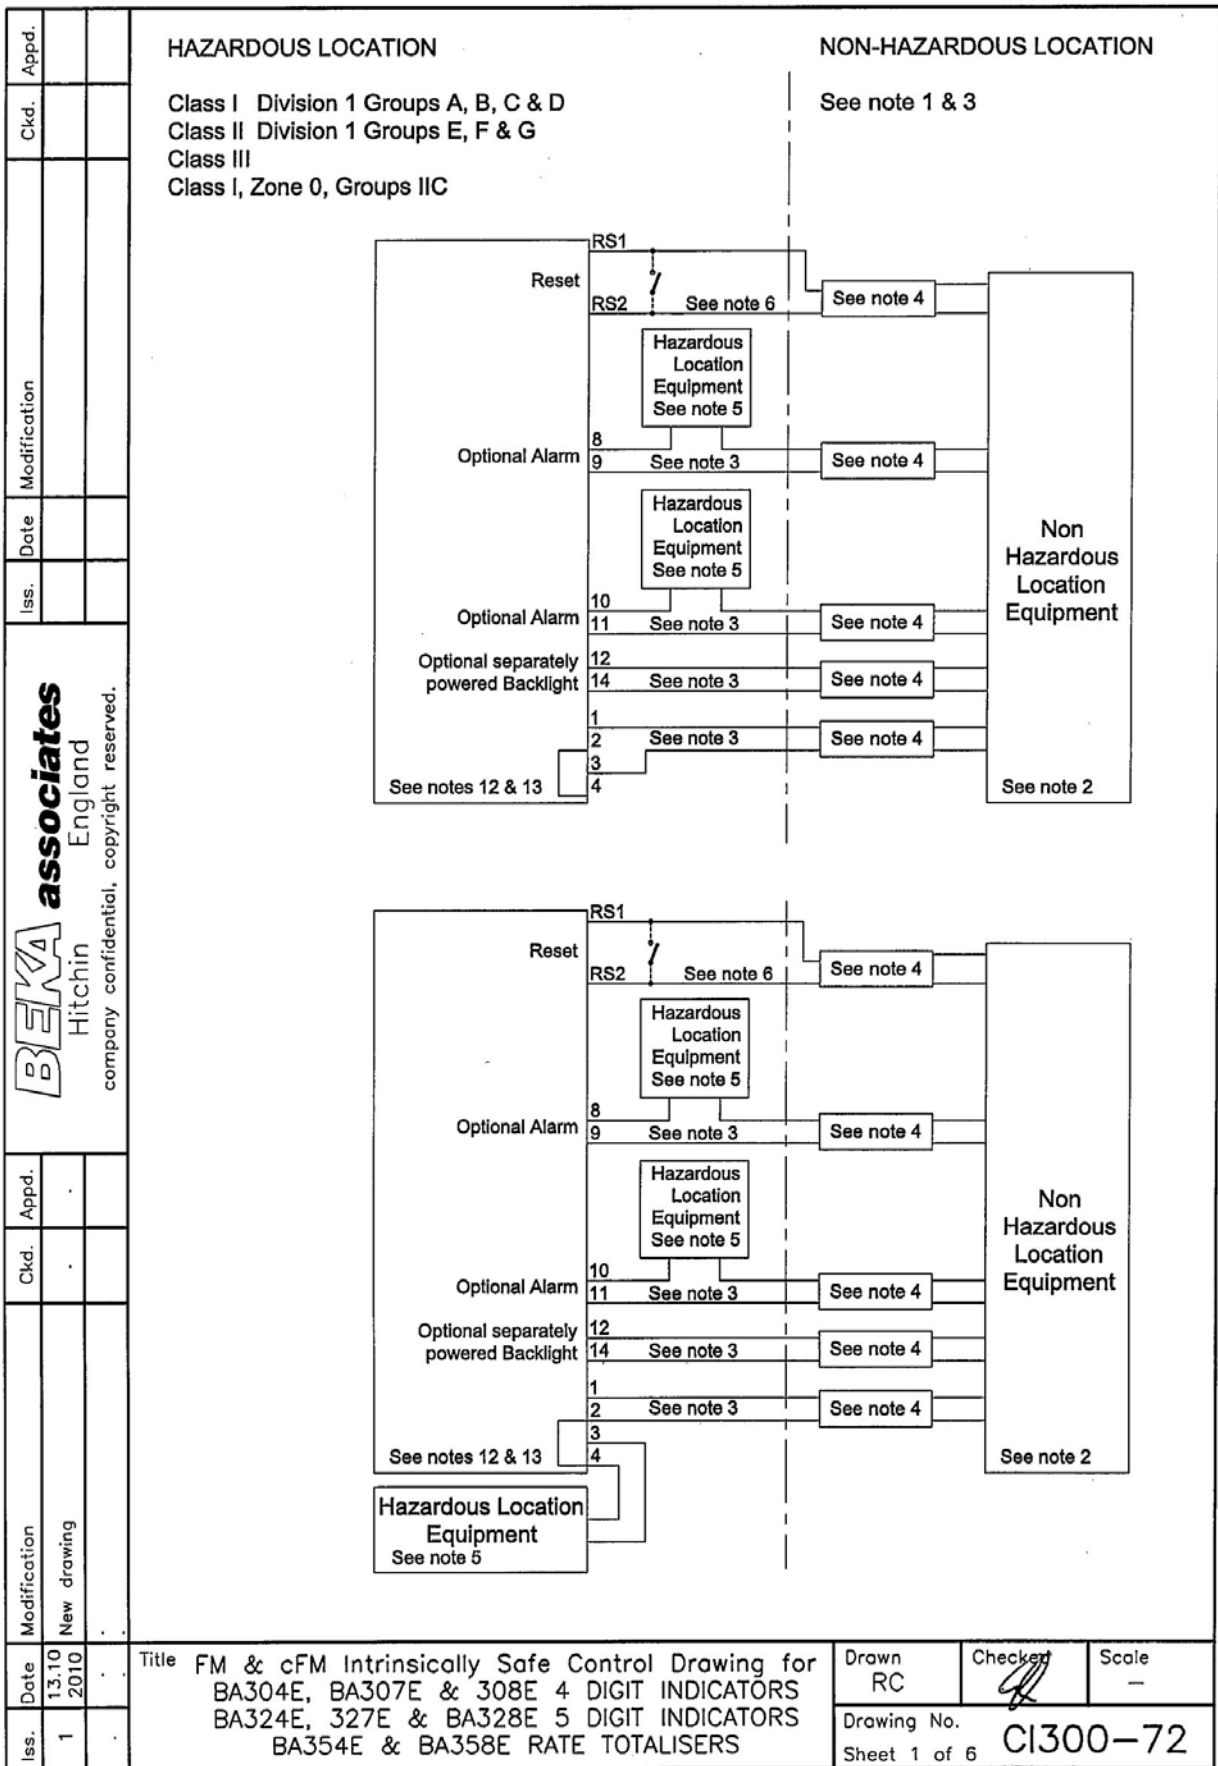 HAZARDOUS LOCATION
NON-HAZARDOUS LOCATION
Class I Division 1 Groups A, B, C & D
Class II Division 1 Groups E, F & G
Class III
Class I, Zone 0, Groups IIC
See note 1 & 3
RS1
Reset
RS2
See note 6
See note 4
Hazardous
Location
Equipment
See note 5
8
Optional Alarm
9
See note 3
See note 4
Hazardous
Location
Equipment
See note 5
10
Optional Alarm
11
See note 3
See note 4
Optional separately
powered Backlight
12
14
See note 3
See note 4
1
2
See note 3
See note 4
3
4
See notes 12 & 13
Non
Hazardous
Location
Equipment
See note 2
RS1
Reset
RS2
See note 6
See note 4
Hazardous
Location
Equipment
See note 5
8
Optional Alarm
9
See note 3
See note 4
Hazardous
Location
Equipment
See note 5
10
Optional Alarm
11
See note 3
See note 4
Optional separately
powered Backlight
12
14
See note 3
See note 4
1
2
See note 3
See note 4
3
4
See notes 12 & 13
Non
Hazardous
Location
Equipment
See note 2
Hazardous Location
Equipment
See note 5
Appd.
Ckd.
Modification
Date
Iss.
BEKA associates
Hitchin England
company confidential, copyright reserved.
Appd.
Ckd.
Modification
New drawing
Date
13.10
2010
Iss.
1
Title
FM & cFM Intrinsically Safe Control Drawing for
BA304E, BA307E & 308E 4 DIGIT INDICATORS
BA324E, 327E & BA328E 5 DIGIT INDICATORS
BA354E & BA358E RATE TOTALISERS
Drawn
RC
Checked
Scale
–
Drawing No.
CI300–72
Sheet 1 of 6